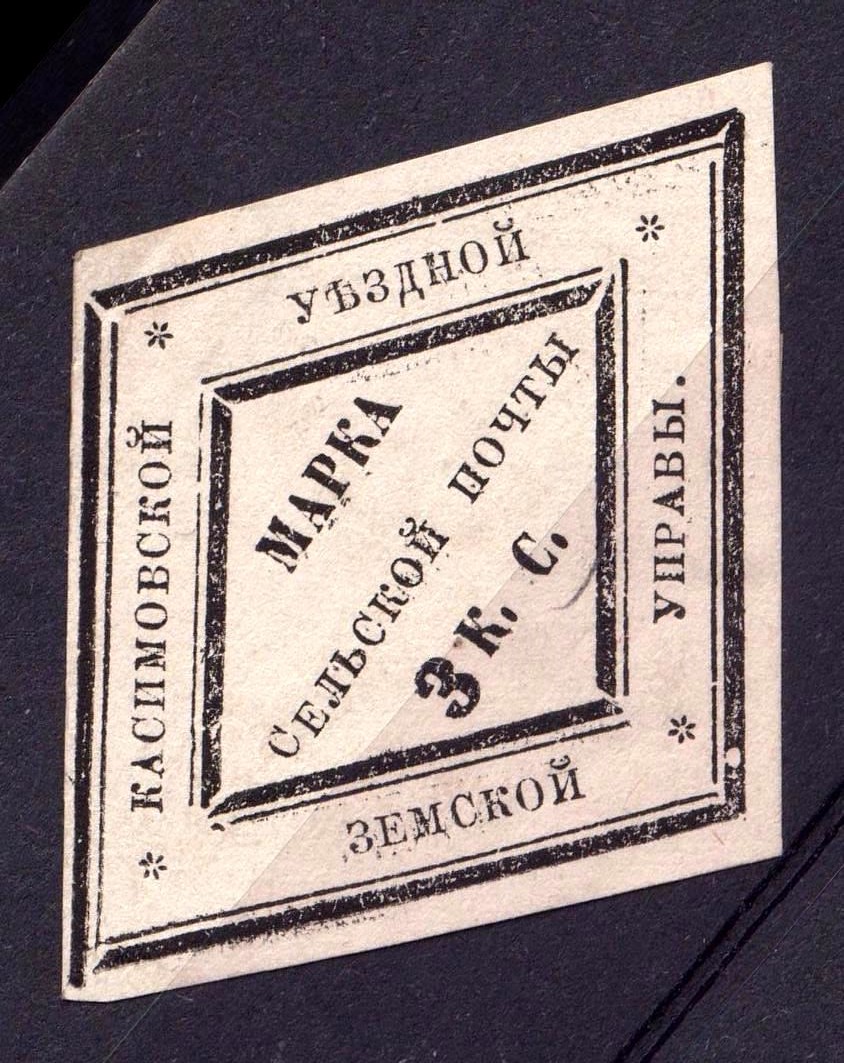 КАСИМОВСКОЙ
УѢЗДНОЙ
ЗЕМСКОЙ
УПРАВЫ.
МАРКА
СЕЛЬСКОЙ ПОЧТЫ
3 К. С.